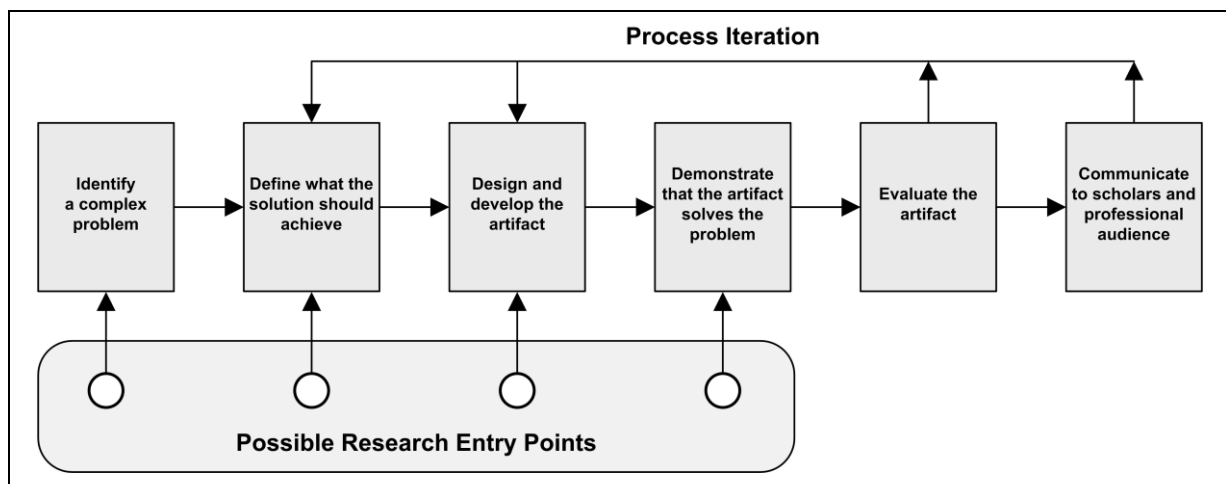 Process Iteration
Identify
a complex
problem
Define what the
solution should
achieve
Design and
develop the
artifact
Demonstrate
that the artifact
solves the
problem
Evaluate the
artifact
Communicate
to scholars and
professional
audience
Possible Research Entry Points